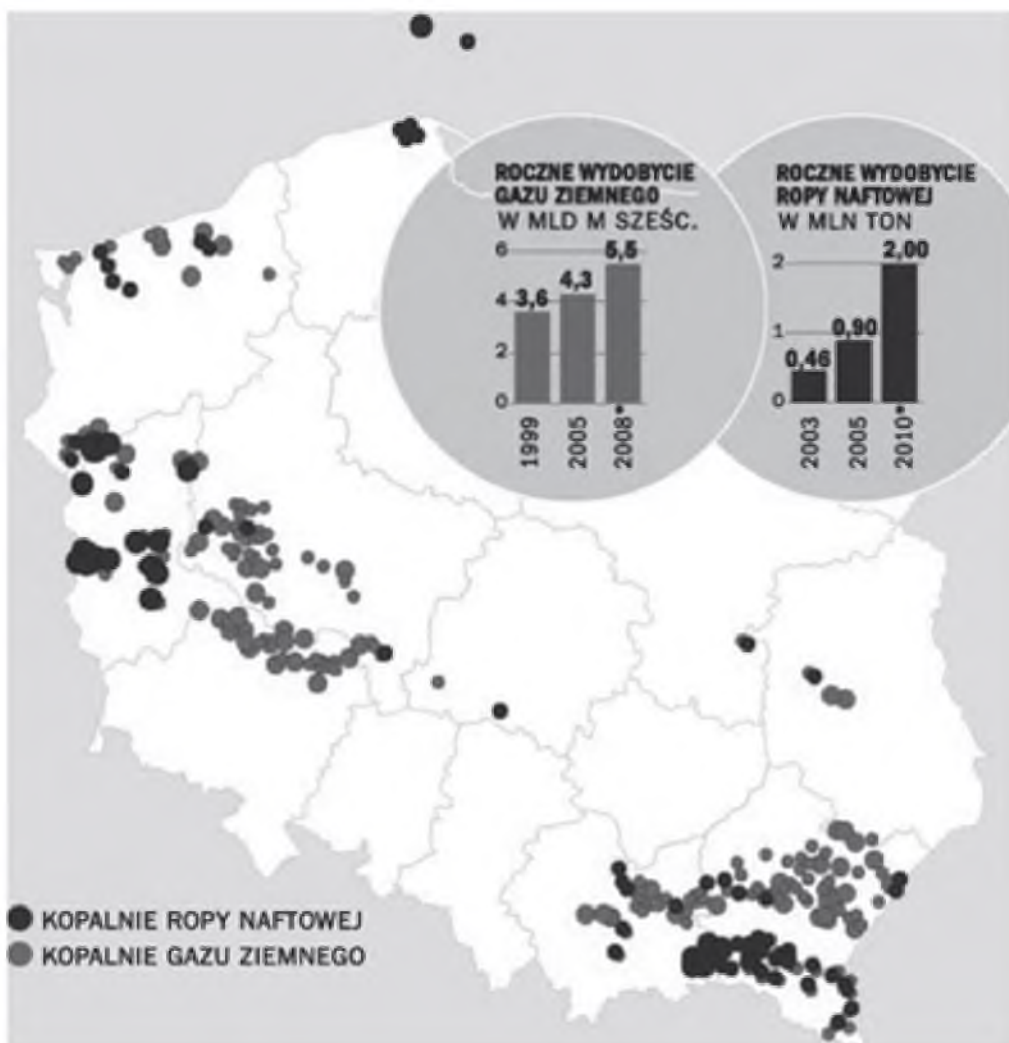 ROCZNE WYDOBYCIE
GAZU ZIEMNEGO
W MLD M SZEŚC.
6
4
2
0
3,6
4,3
5,5
1999
2005
2008*
ROCZNE WYDOBYCIE
ROPY NAFTOWEJ
W MLN TON
2
1
0
0,46
0,90
2,00
2003
2005
2010*
KOPALNIE ROPY NAFTOWEJ
KOPALNIE GAZU ZIEMNEGO